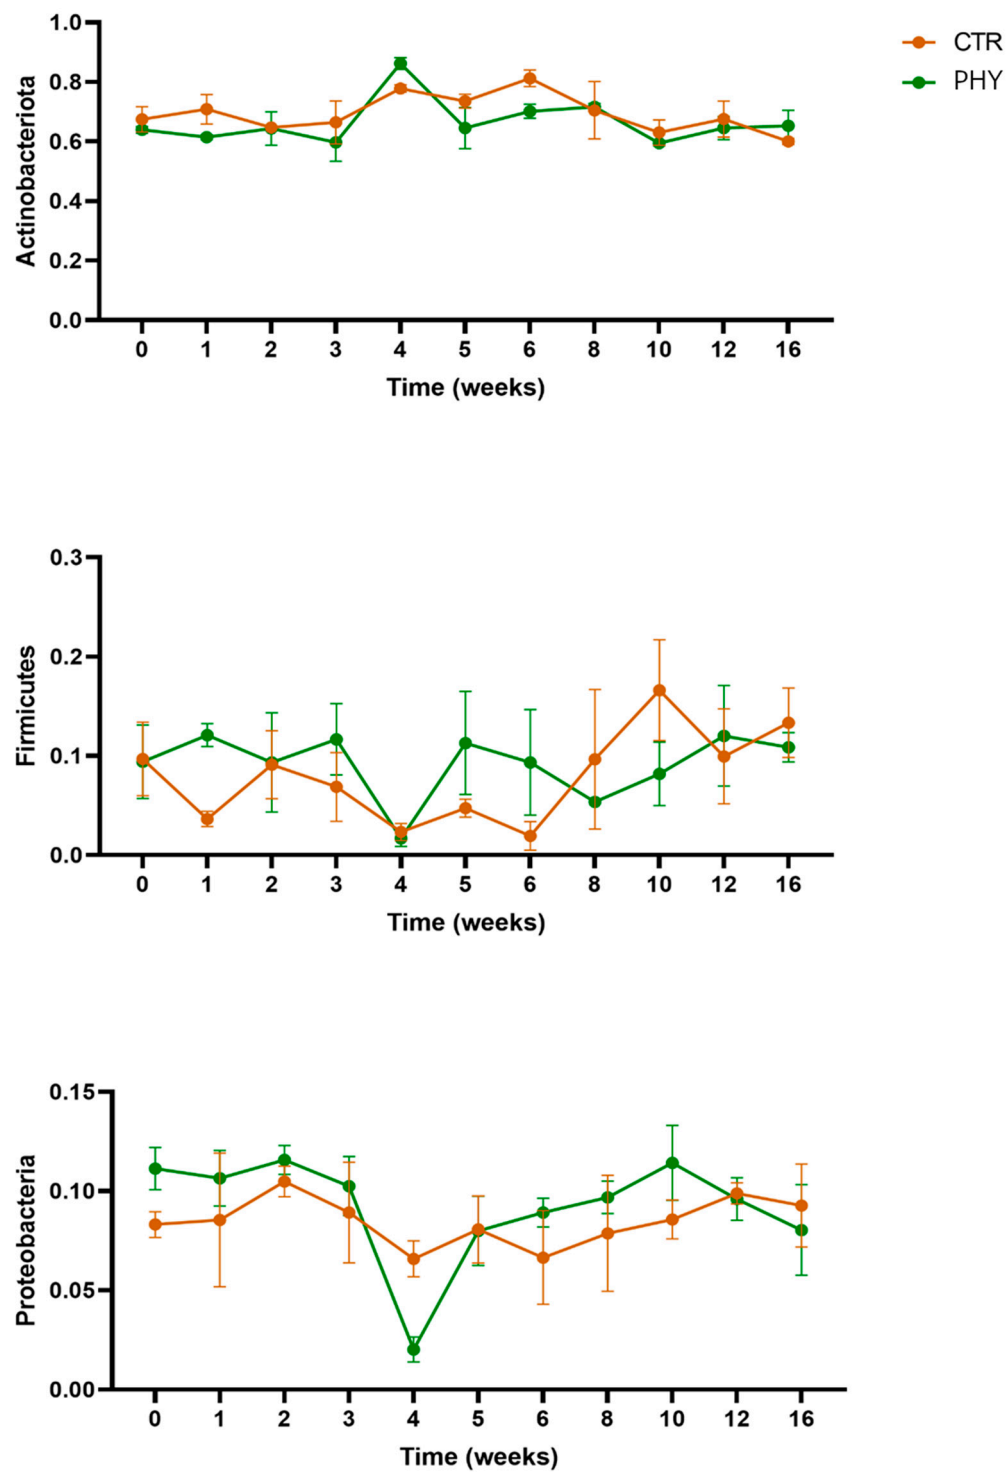 CTR
PHY
Actinobacteriota
1.0
0.8
0.6
0.4
0.2
0.0
0 1 2 3 4 5 6 8 10 12 16
Time (weeks)
Firmicutes
0.3
0.2
0.1
0.0
0 1 2 3 4 5 6 8 10 12 16
Time (weeks)
Proteobacteria
0.15
0.10
0.05
0.00
0 1 2 3 4 5 6 8 10 12 16
Time (weeks)